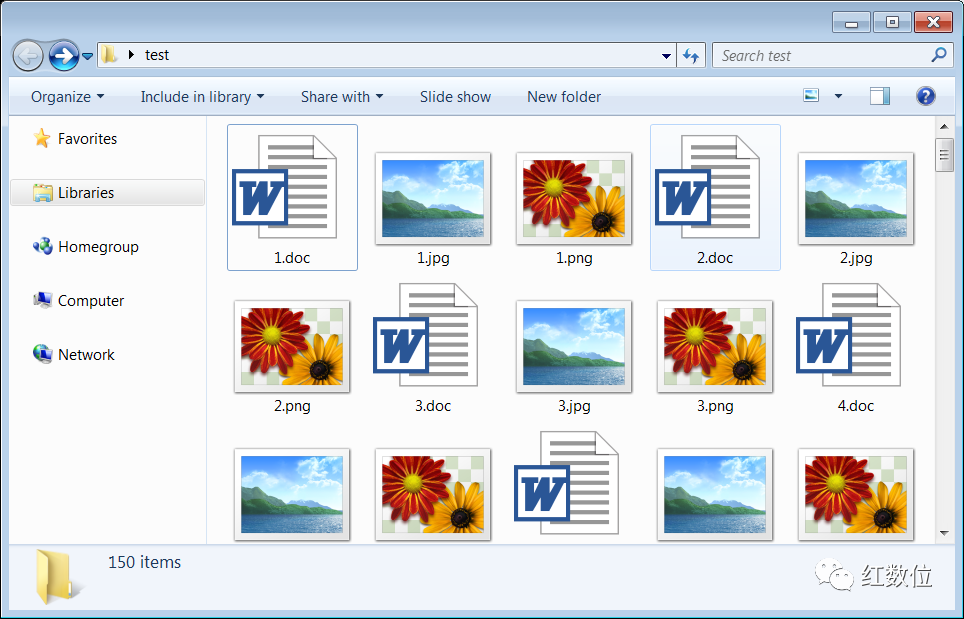 test
Search test
Organize
Include in library
Share with
Slide show
New folder
Favorites
Libraries
Homegroup
Computer
Network
1.doc
1.jpg
1.png
2.doc
2.jpg
2.png
3.doc
3.jpg
3.png
4.doc
150 items
红数位